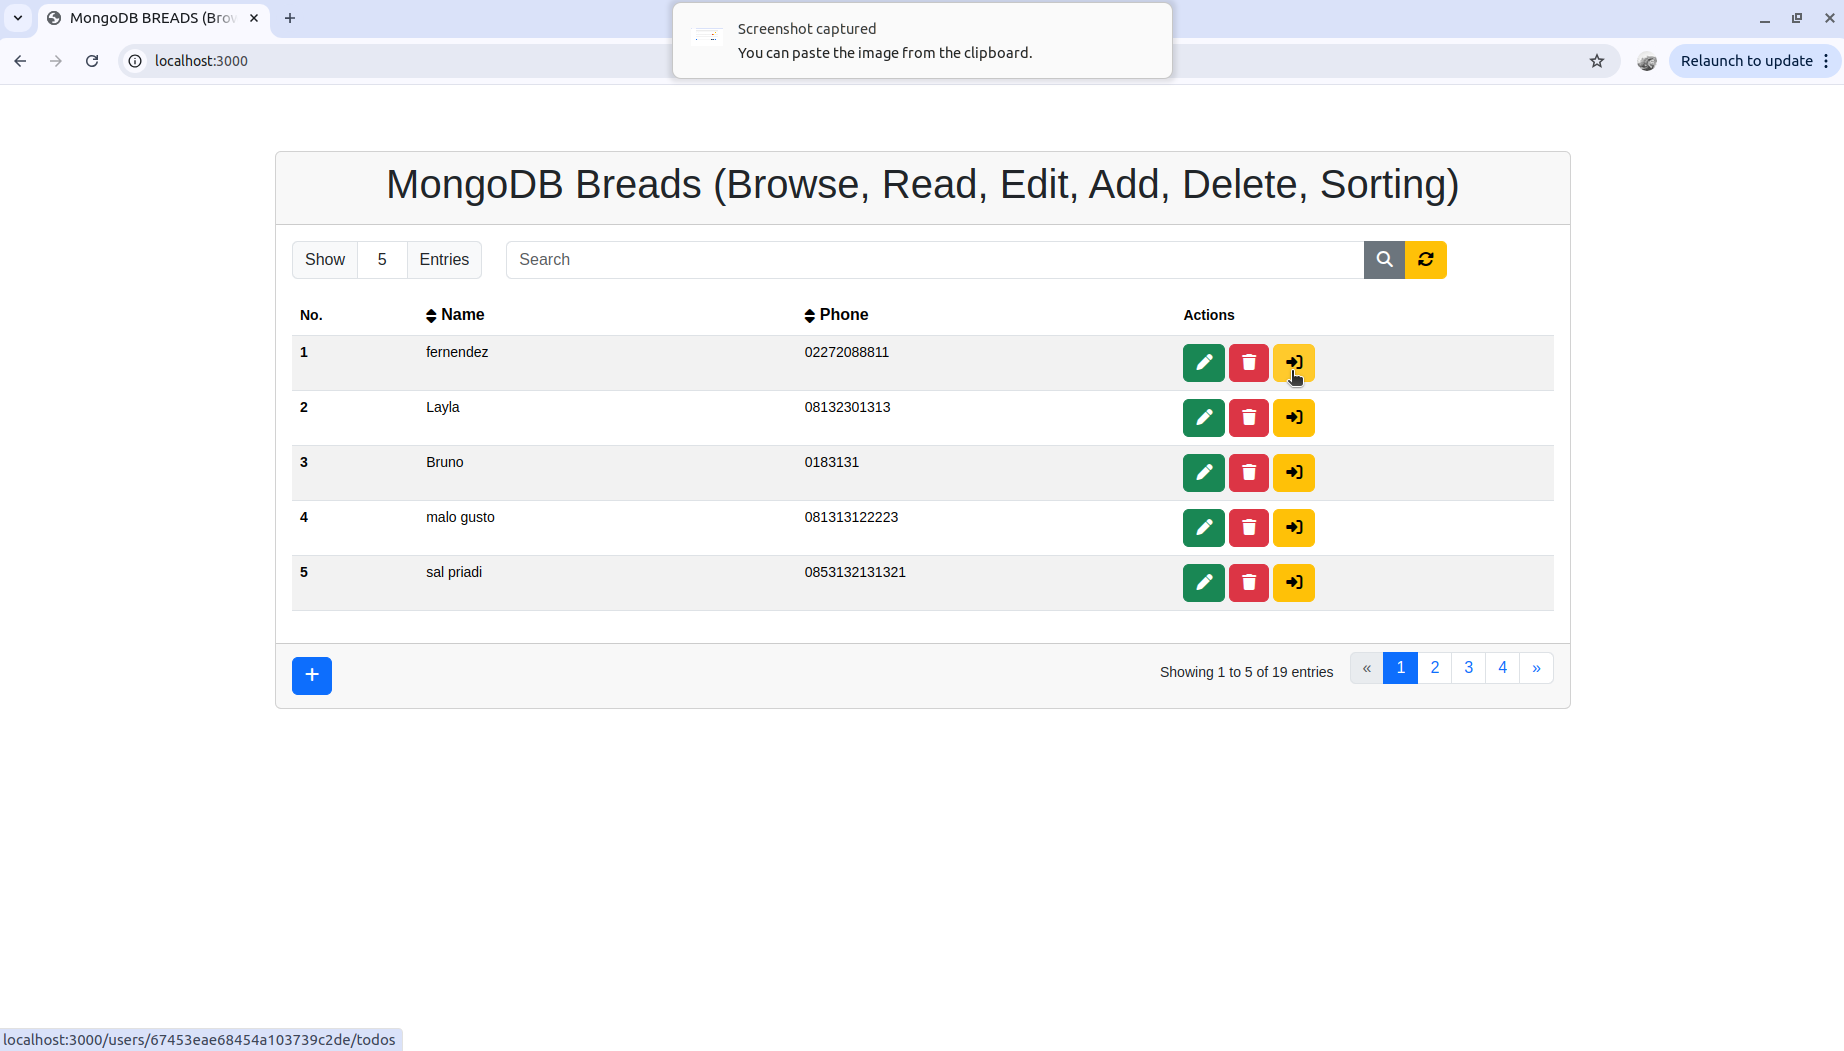 MongoDB BREADS (Brow
Screenshot captured
You can paste the image from the clipboard.
localhost:3000
Relaunch to update
MongoDB Breads (Browse, Read, Edit, Add, Delete, Sorting)
Show 5 Entries Search
No. Name Phone Actions
1 fernendez 02272088811
2 Layla 08132301313
3 Bruno 0183131
4 malo gusto 081313122223
5 sal priadi 0853132131321
+ Showing 1 to 5 of 19 entries « 1 2 3 4 »
localhost:3000/users/67453eae68454a103739c2de/todos